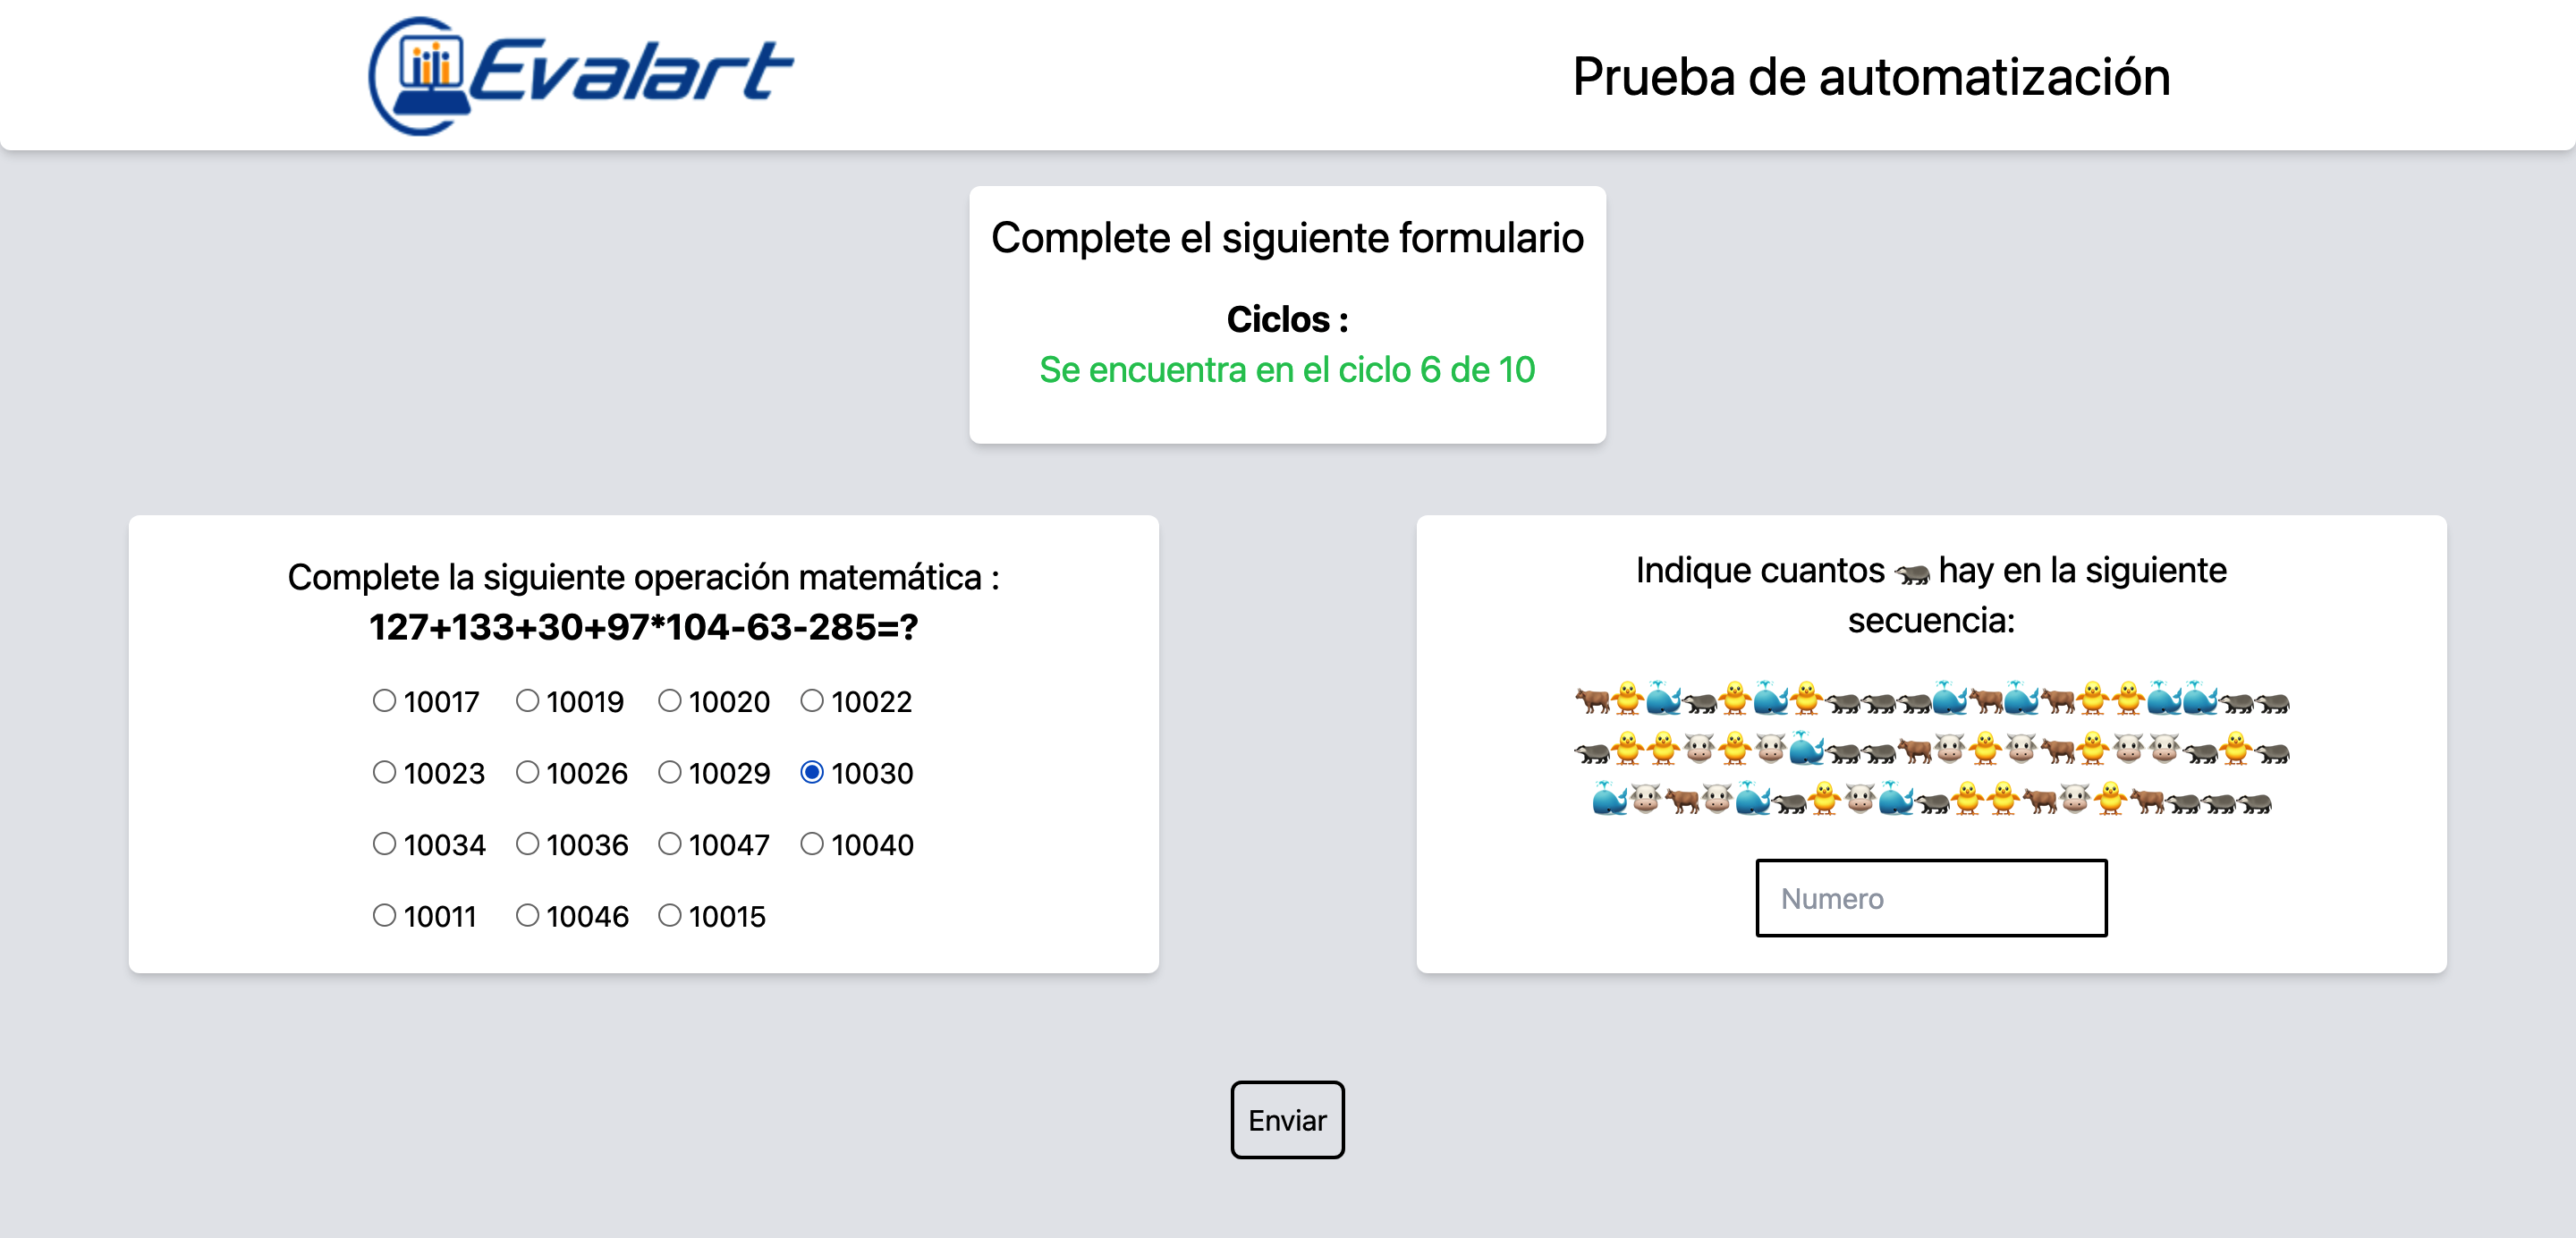 Evalart
Prueba de automatización
Complete el siguiente formulario
Ciclos :
Se encuentra en el ciclo 6 de 10
Complete la siguiente operación matemática :
127+133+30+97*104-63-285=?
10017 10019 10020 10022
10023 10026 10029 10030
10034 10036 10047 10040
10011 10046 10015
Indique cuantos 🦡 hay en la siguiente
secuencia:
🐂🐥🐳🦡🐥🐳🐥🦡🦡🦡🐳🐂🐳🐂🐥🐥🐳🐳🦡🦡
🦡🐥🐥🐮🐥🐮🐳🦡🦡🐂🐮🐥🐮🐂🐥🐮🐮🦡🐥🦡
🐳🐮🐂🐮🐳🦡🐥🐮🐳🦡🐥🐥🐂🐮🐥🐂🦡🦡🦡
Numero
Enviar